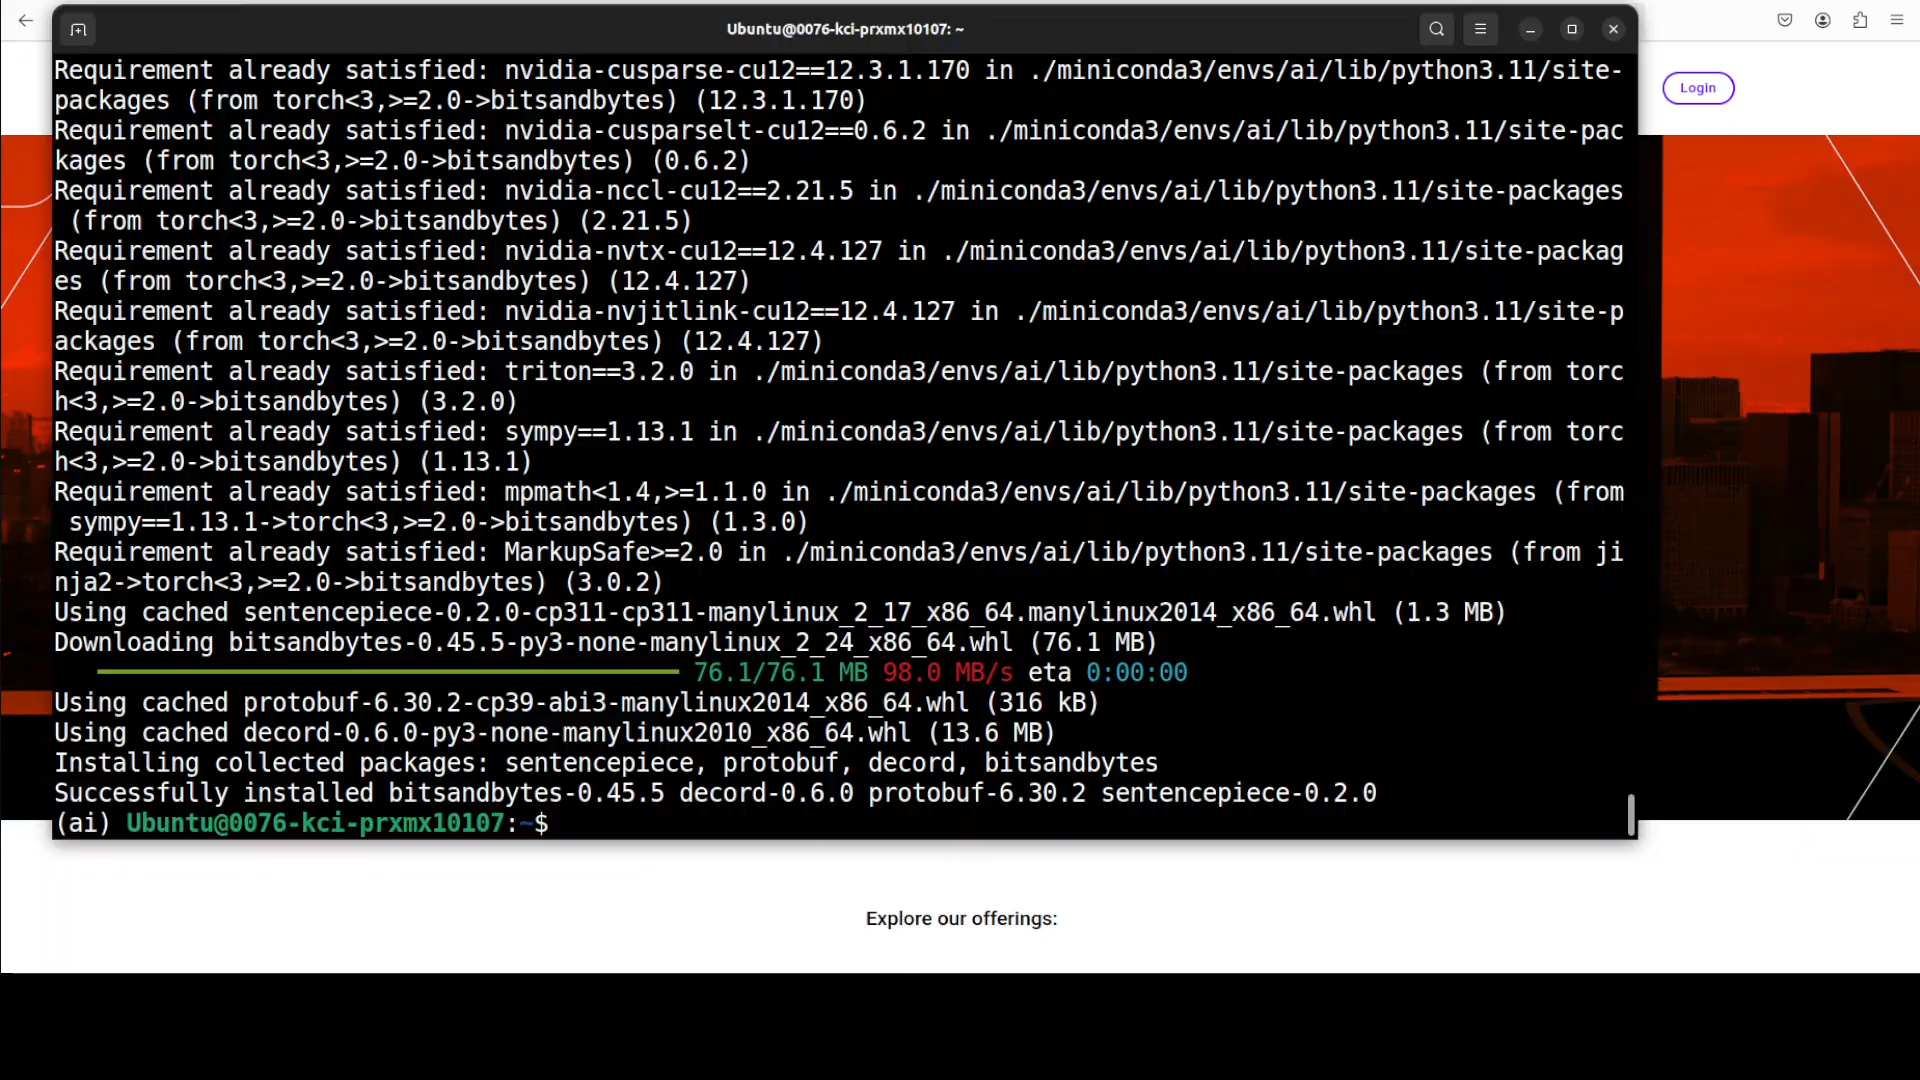 Ubuntu@0076-kci-prxmx10107: ~
Login
Requirement already satisfied: nvidia-cusparse-cu12==12.3.1.170 in ./miniconda3/envs/ai/lib/python3.11/site-
packages (from torch<3,>=2.0->bitsandbytes) (12.3.1.170)
Requirement already satisfied: nvidia-cusparselt-cu12==0.6.2 in ./miniconda3/envs/ai/lib/python3.11/site-pac
kages (from torch<3,>=2.0->bitsandbytes) (0.6.2)
Requirement already satisfied: nvidia-nccl-cu12==2.21.5 in ./miniconda3/envs/ai/lib/python3.11/site-packages
 (from torch<3,>=2.0->bitsandbytes) (2.21.5)
Requirement already satisfied: nvidia-nvtx-cu12==12.4.127 in ./miniconda3/envs/ai/lib/python3.11/site-packag
es (from torch<3,>=2.0->bitsandbytes) (12.4.127)
Requirement already satisfied: nvidia-nvjitlink-cu12==12.4.127 in ./miniconda3/envs/ai/lib/python3.11/site-p
ackages (from torch<3,>=2.0->bitsandbytes) (12.4.127)
Requirement already satisfied: triton==3.2.0 in ./miniconda3/envs/ai/lib/python3.11/site-packages (from torc
h<3,>=2.0->bitsandbytes) (3.2.0)
Requirement already satisfied: sympy==1.13.1 in ./miniconda3/envs/ai/lib/python3.11/site-packages (from torc
h<3,>=2.0->bitsandbytes) (1.13.1)
Requirement already satisfied: mpmath<1.4,>=1.1.0 in ./miniconda3/envs/ai/lib/python3.11/site-packages (from
 sympy==1.13.1->torch<3,>=2.0->bitsandbytes) (1.3.0)
Requirement already satisfied: MarkupSafe>=2.0 in ./miniconda3/envs/ai/lib/python3.11/site-packages (from ji
nja2->torch<3,>=2.0->bitsandbytes) (3.0.2)
Using cached sentencepiece-0.2.0-cp311-cp311-manylinux_2_17_x86_64.manylinux2014_x86_64.whl (1.3 MB)
Downloading bitsandbytes-0.45.5-py3-none-manylinux_2_24_x86_64.whl (76.1 MB)
76.1/76.1 MB 98.0 MB/s eta 0:00:00
Using cached protobuf-6.30.2-cp39-abi3-manylinux2014_x86_64.whl (316 kB)
Using cached decord-0.6.0-py3-none-manylinux2010_x86_64.whl (13.6 MB)
Installing collected packages: sentencepiece, protobuf, decord, bitsandbytes
Successfully installed bitsandbytes-0.45.5 decord-0.6.0 protobuf-6.30.2 sentencepiece-0.2.0
(ai) Ubuntu@0076-kci-prxmx10107:~$
Explore our offerings: